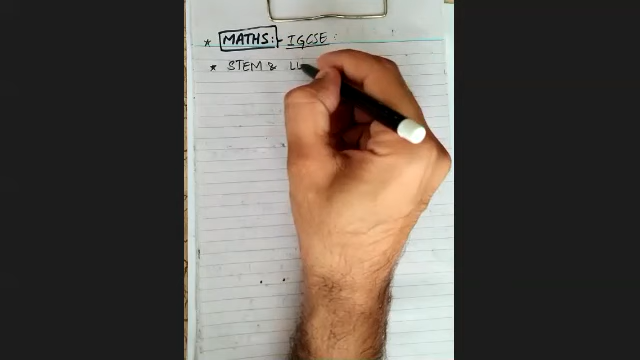 * MATHS:- IGCSE:
* STEM &